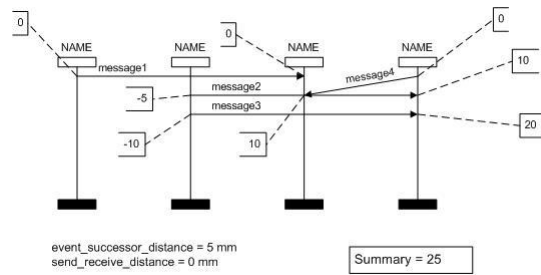 0
0
0
NAME
NAME
NAME
NAME
message1
message4
10
-5
message2
message3
-10
10
20
event_successor_distance = 5 mm
send_receive_distance = 0 mm
Summary = 25